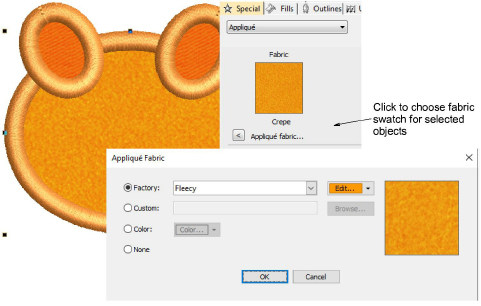 Special Fills Outlines
Appliqué
Fabric
Crepe
< Appliqué fabric...
Click to choose fabric
swatch for selected
objects
Appliqué Fabric
Factory: Fleecy Edit...
Custom: Browse...
Color: Color...
None
OK Cancel